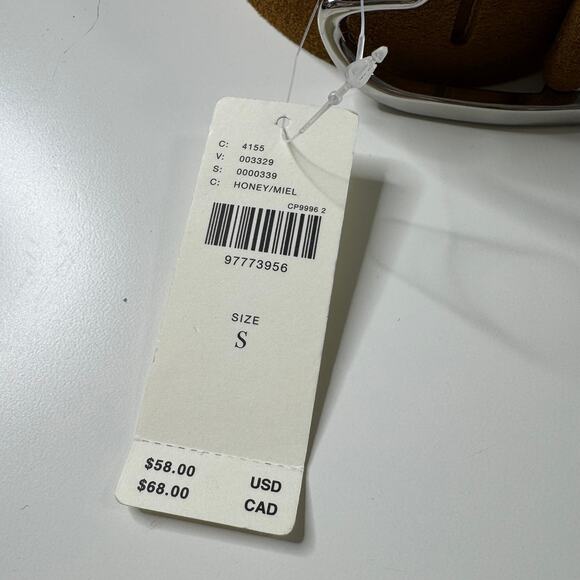 C: 4155
V: 003329
S: 0000339
C: HONEY/MIEL
CP9996 2
97773956
SIZE
S
$58.00 USD
$68.00 CAD